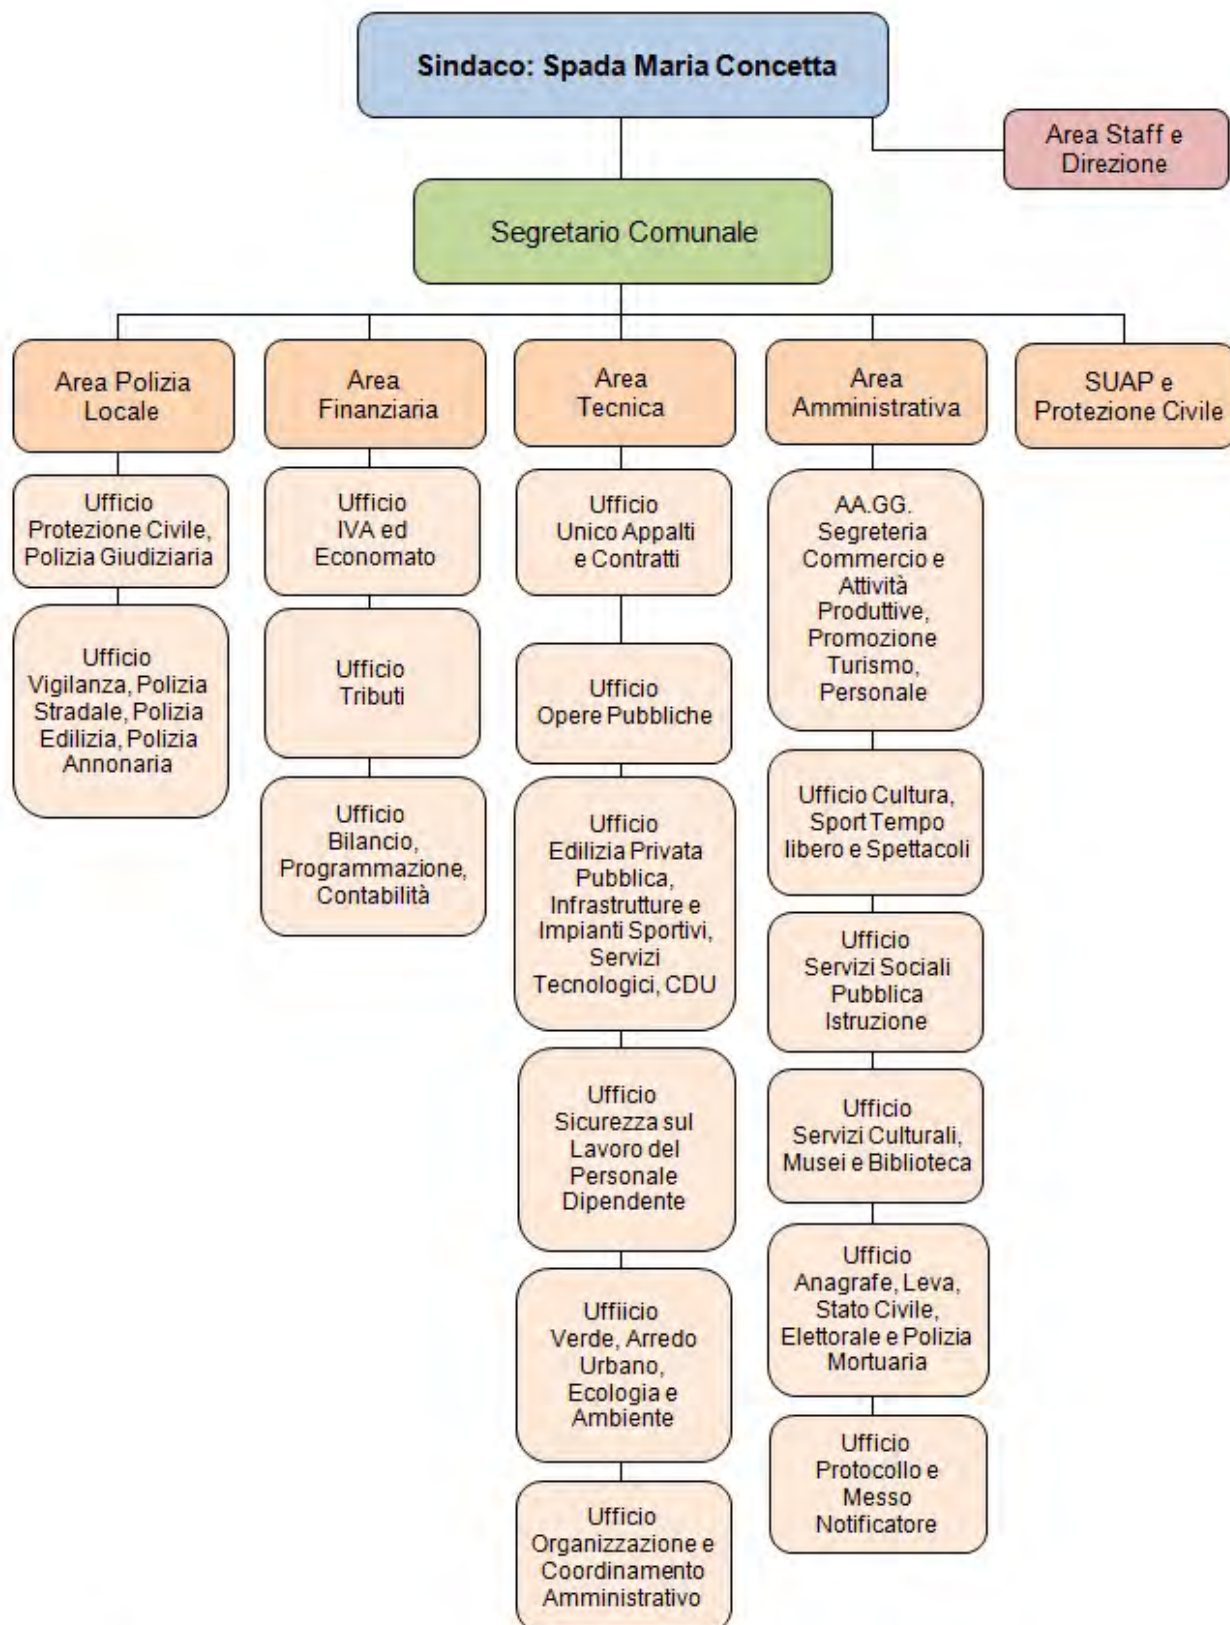 Sindaco: Spada Maria Concetta
Area Staff e
Direzione
Segretario Comunale
Area Polizia
Locale
Area
Finanziaria
Area
Tecnica
Area
Amministrativa
SUAP e
Protezione Civile
Ufficio
Protezione Civile,
Polizia Giudiziaria
Ufficio
Vigilanza, Polizia
Stradale, Polizia
Edilizia, Polizia
Annonaria
Ufficio
IVA ed
Economato
Ufficio
Tributi
Ufficio
Bilancio,
Programmazione,
Contabilità
Ufficio
Unico Appalti
e Contratti
Ufficio
Opere Pubbliche
Ufficio
Edilizia Privata
Pubblica,
Infrastrutture e
Impianti Sportivi,
Servizi
Tecnologici, CDU
Ufficio
Sicurezza sul
Lavoro del
Personale
Dipendente
Uffiicio
Verde, Arredo
Urbano,
Ecologia e
Ambiente
Ufficio
Organizzazione e
Coordinamento
Amministrativo
AA.GG.
Segreteria
Commercio e
Attività
Produttive,
Promozione
Turismo,
Personale
Ufficio Cultura,
Sport Tempo
libero e Spettacoli
Ufficio
Servizi Sociali
Pubblica
Istruzione
Ufficio
Servizi Culturali,
Musei e Biblioteca
Ufficio
Anagrafe, Leva,
Stato Civile,
Elettorale e Polizia
Mortuaria
Ufficio
Protocollo e
Messo
Notificatore